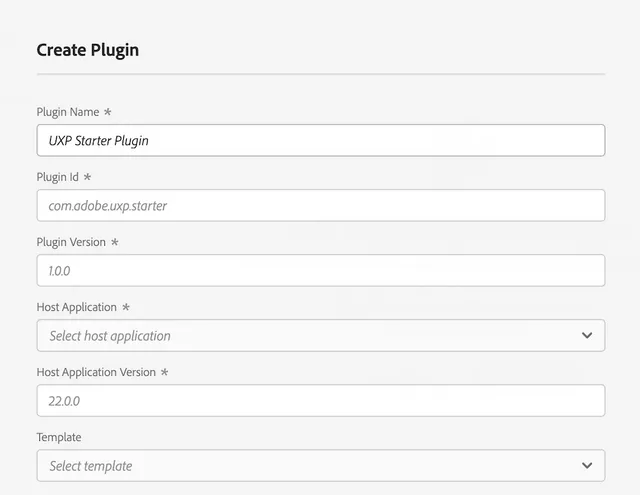 Create Plugin
Plugin Name *
UXP Starter Plugin
Plugin Id *
com.adobe.uxp.starter
Plugin Version *
1.0.0
Host Application *
Select host application
Host Application Version *
22.0.0
Template
Select template